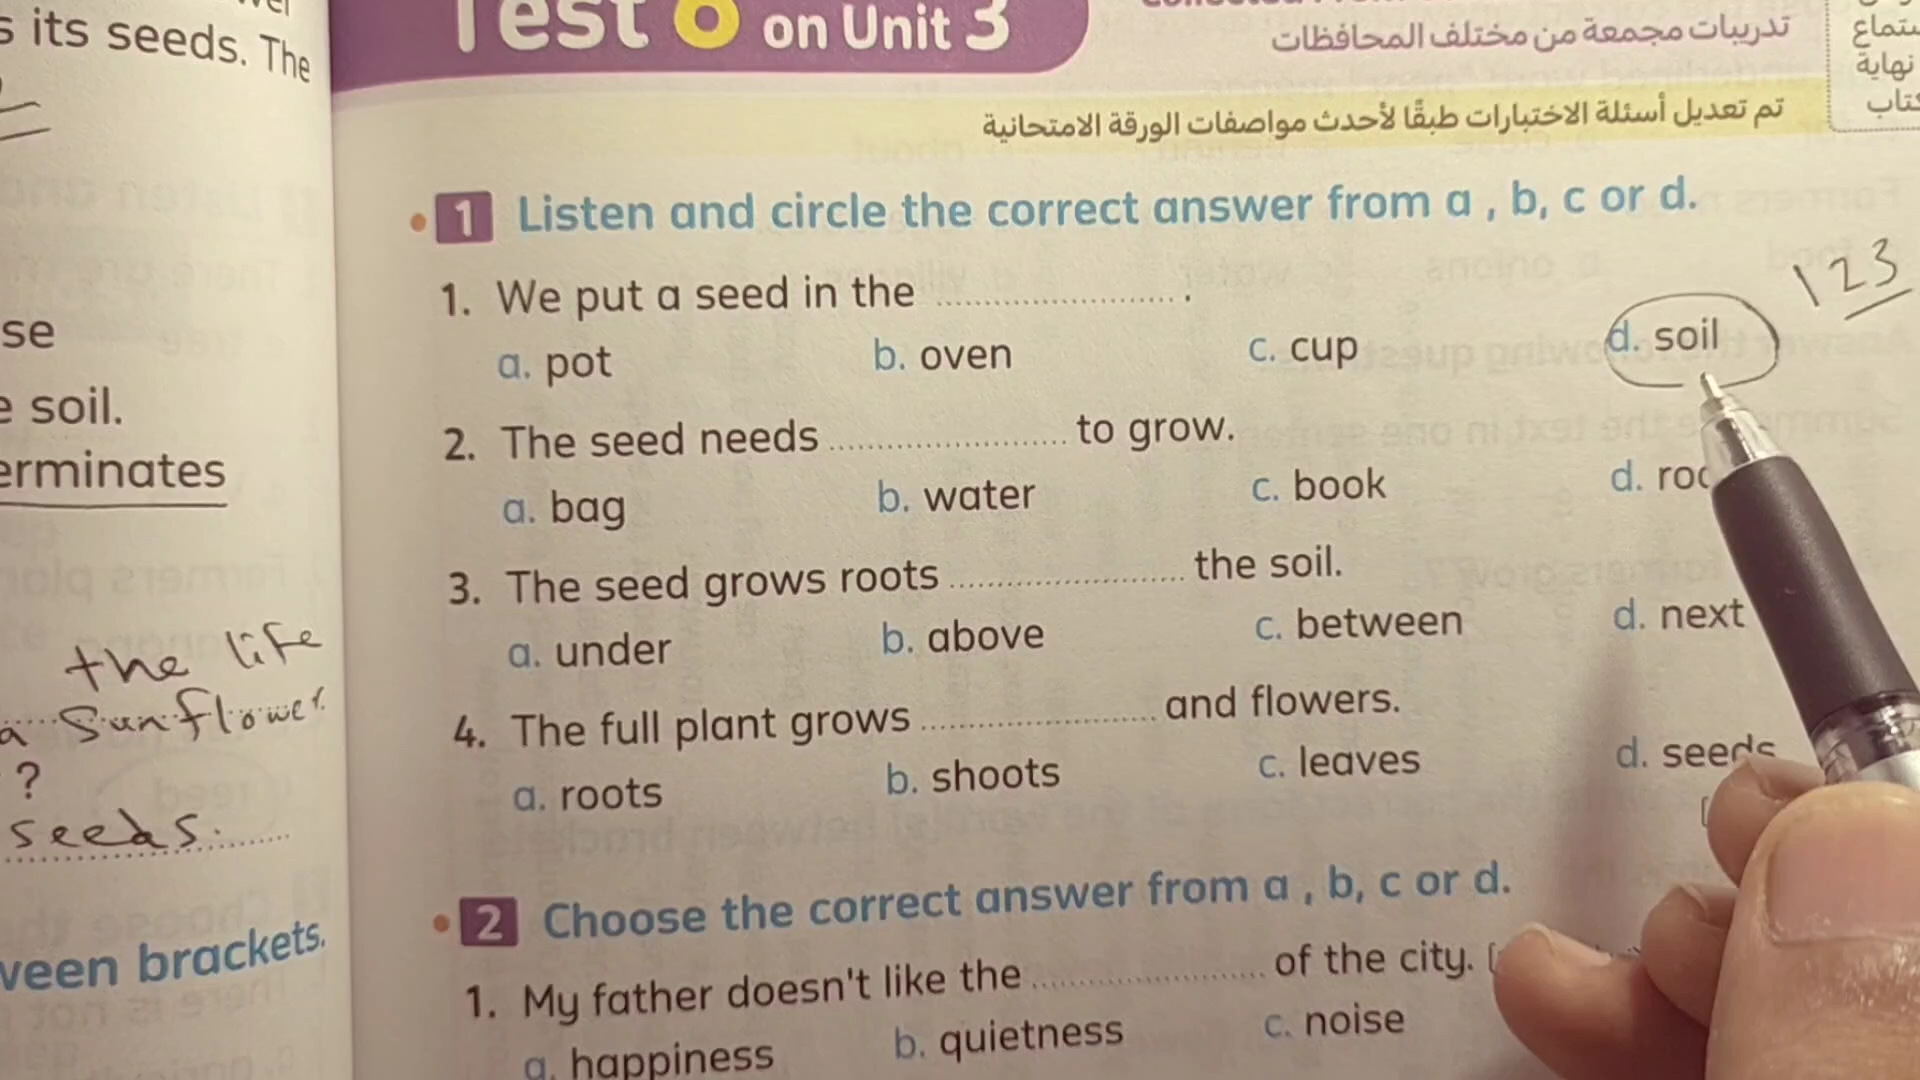 its seeds. The
se
soil.
erminates
the life
a sunflower
?
seeds.
veen brackets.
Test 6 on Unit 3
تدريبات مجمعة من مختلف المحافظات
نهاية
تم تعديل أسئلة الاختبارات طبقًا لأحدث مواصفات الورقة الامتحانية
1 Listen and circle the correct answer from a , b, c or d.
123
1. We put a seed in the .................... .
a. pot b. oven c. cup d. soil
2. The seed needs .................... to grow.
a. bag b. water c. book d.
3. The seed grows roots .................... the soil.
a. under b. above c. between d. next
4. The full plant grows .................... and flowers.
a. roots b. shoots c. leaves d. seeds
2 Choose the correct answer from a , b, c or d.
1. My father doesn't like the .................... of the city.
a. happiness b. quietness c. noise